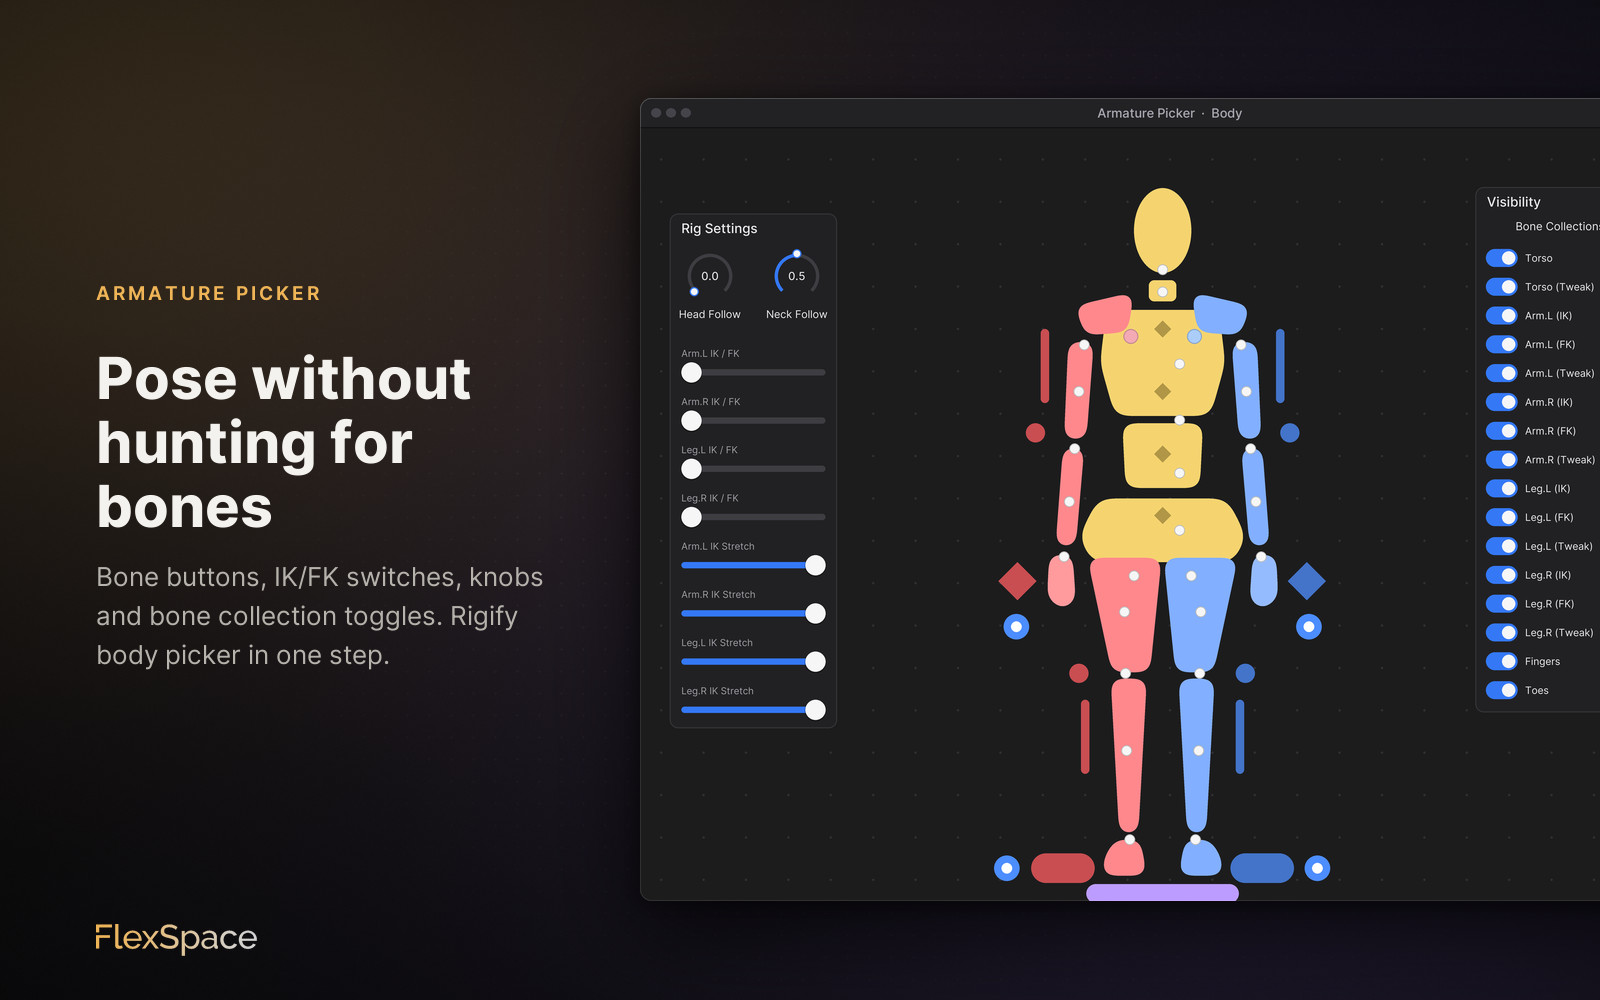 ARMATURE PICKER
Pose without
hunting for
bones
Bone buttons, IK/FK switches, knobs
and bone collection toggles. Rigify
body picker in one step.
FlexSpace
Armature Picker · Body
Rig Settings
0.0
0.5
Head Follow
Neck Follow
Arm.L IK / FK
Arm.R IK / FK
Leg.L IK / FK
Leg.R IK / FK
Arm.L IK Stretch
Arm.R IK Stretch
Leg.L IK Stretch
Leg.R IK Stretch
Visibility
Bone Collections
Torso
Torso (Tweak)
Arm.L (IK)
Arm.L (FK)
Arm.L (Tweak)
Arm.R (IK)
Arm.R (FK)
Arm.R (Tweak)
Leg.L (IK)
Leg.L (FK)
Leg.L (Tweak)
Leg.R (IK)
Leg.R (FK)
Leg.R (Tweak)
Fingers
Toes